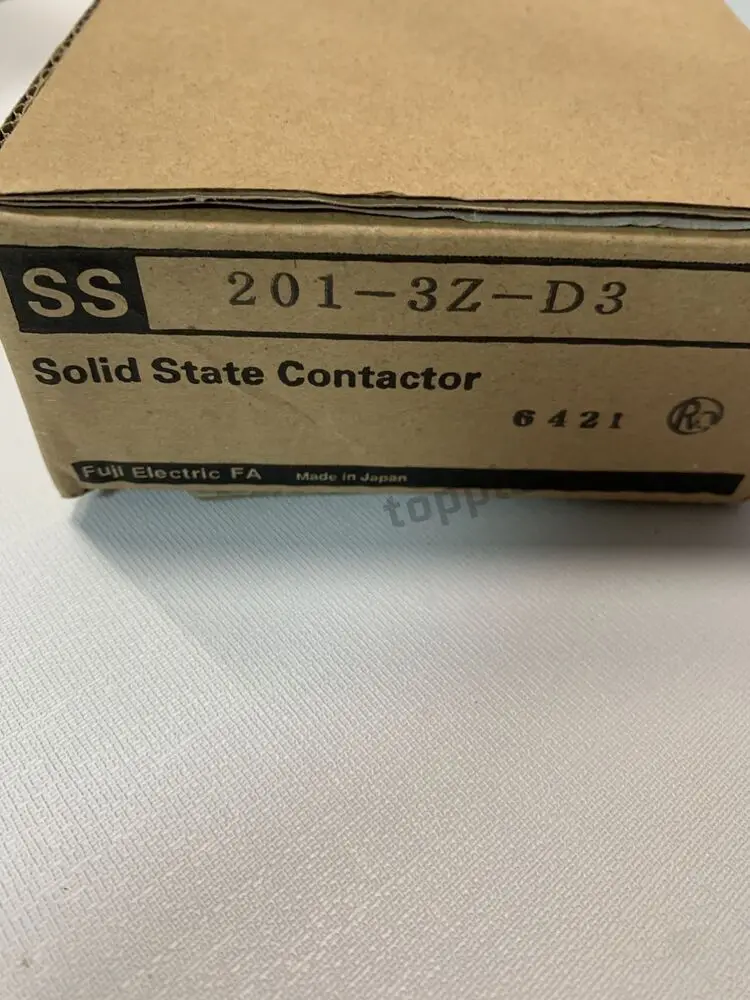 SS 201-3Z-D3
Solid State Contactor
6421
Fuji Electric FA Made in Japan